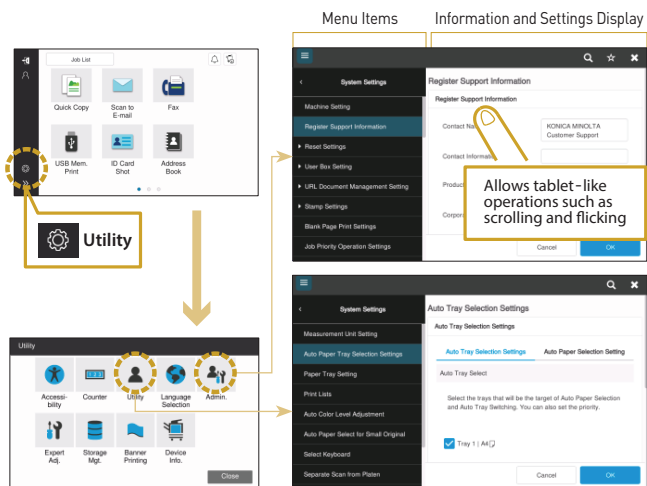 Menu Items
Information and Settings Display
Job List
Quick Copy
Scan to
E-mail
Fax
USB Mem.
Print
ID Card
Shot
Address
Book
Utility
System Settings
Machine Setting
Register Support Information
Reset Settings
User Box Setting
URL Document Management Setting
Stamp Settings
Blank Page Print Settings
Job Priority Operation Settings
Register Support Information
Register Support Information
Contact Na
KONICA MINOLTA
Customer Support
Contact Information
Product
Corpor
Allows tablet-like
operations such as
scrolling and flicking
Cancel
OK
Utility
Accessi-
bility
Counter
Utility
Language
Selection
Admin.
Expert
Adj.
Storage
Mgt.
Banner
Printing
Device
Info.
Close
System Settings
Measurement Unit Setting
Auto Paper Tray Selection Settings
Paper Tray Setting
Print Lists
Auto Color Level Adjustment
Auto Paper Select for Small Original
Select Keyboard
Separate Scan from Platen
Auto Tray Selection Settings
Auto Tray Selection Settings
Auto Tray Selection Settings
Auto Paper Selection Setting
Auto Tray Select
Select the trays that will be the target of Auto Paper Selection
and Auto Tray Switching. You can also set the priority.
Tray 1 | A4
Cancel
OK